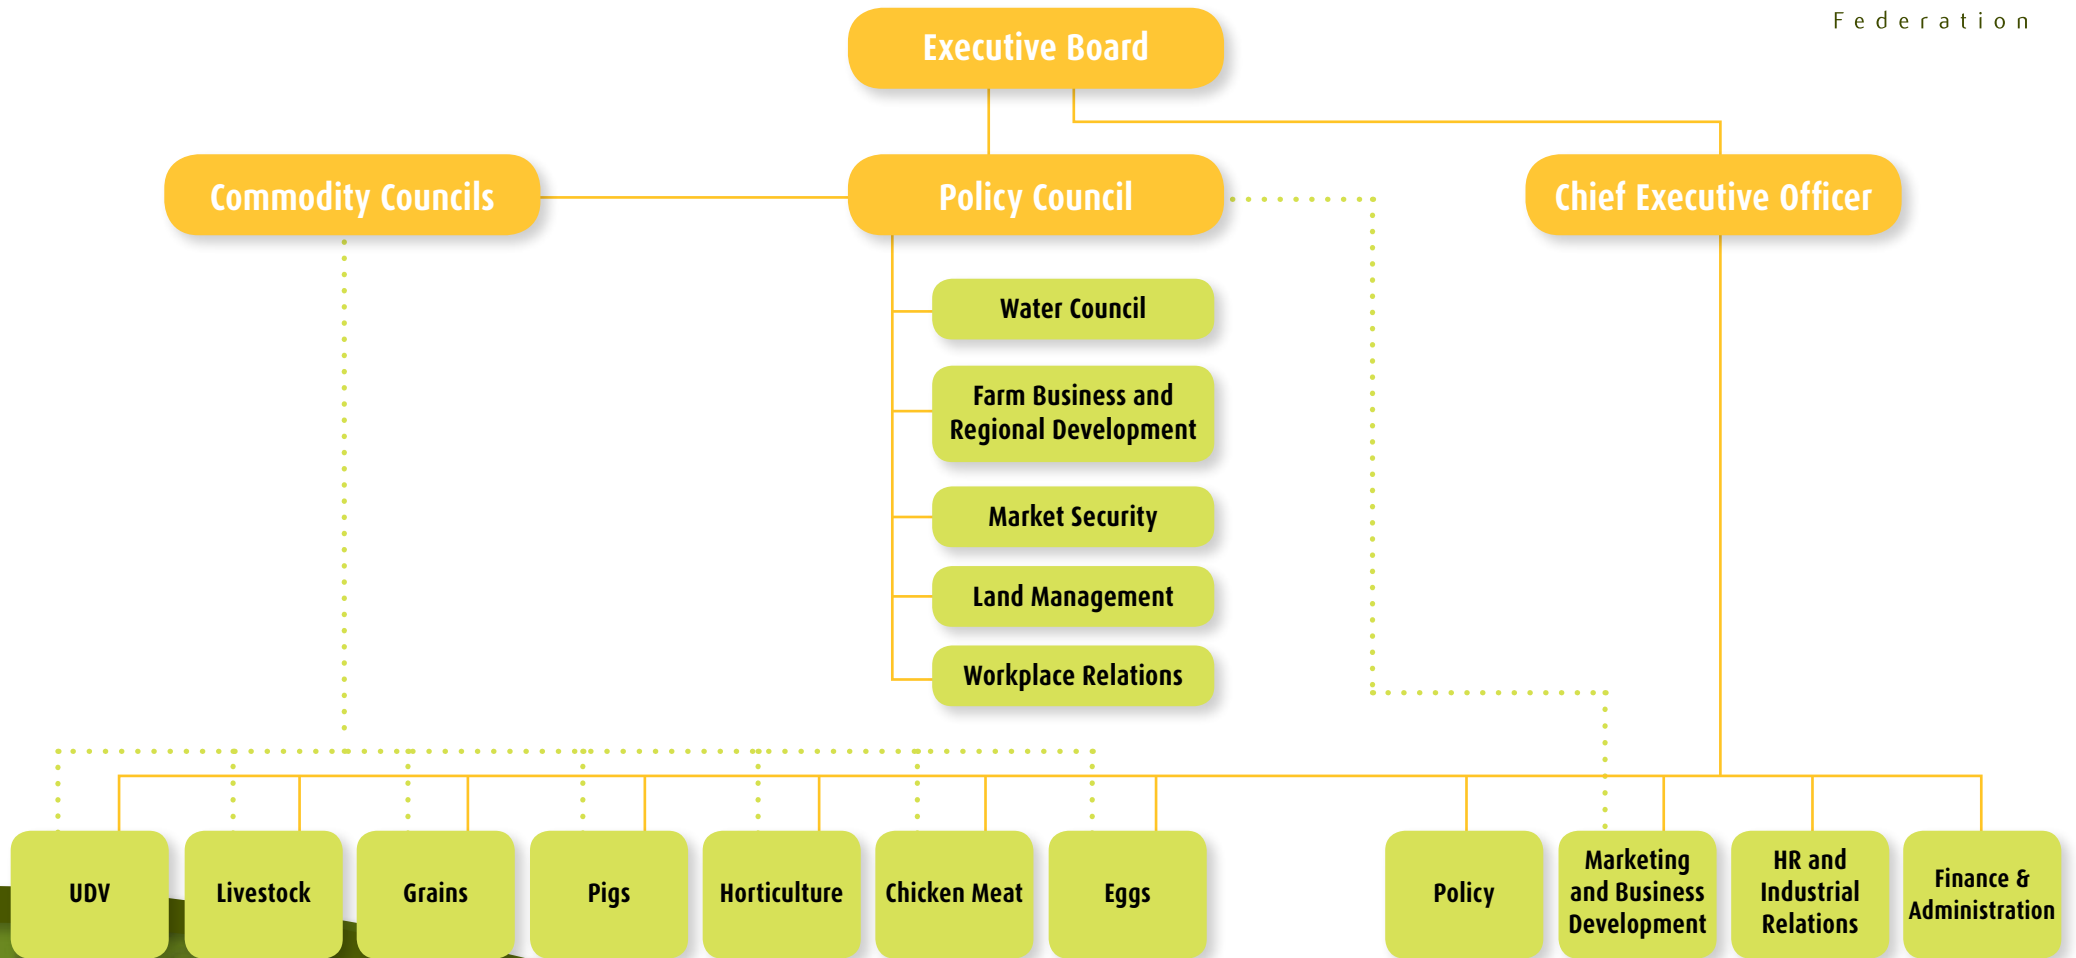 Federation
Executive Board
Commodity Councils
Policy Council
Chief Executive Officer
Water Council
Farm Business and
Regional Development
Market Security
Land Management
Workplace Relations
UDV
Livestock
Grains
Pigs
Horticulture
Chicken Meat
Eggs
Policy
Marketing
and Business
Development
HR and
Industrial
Relations
Finance &
Administration